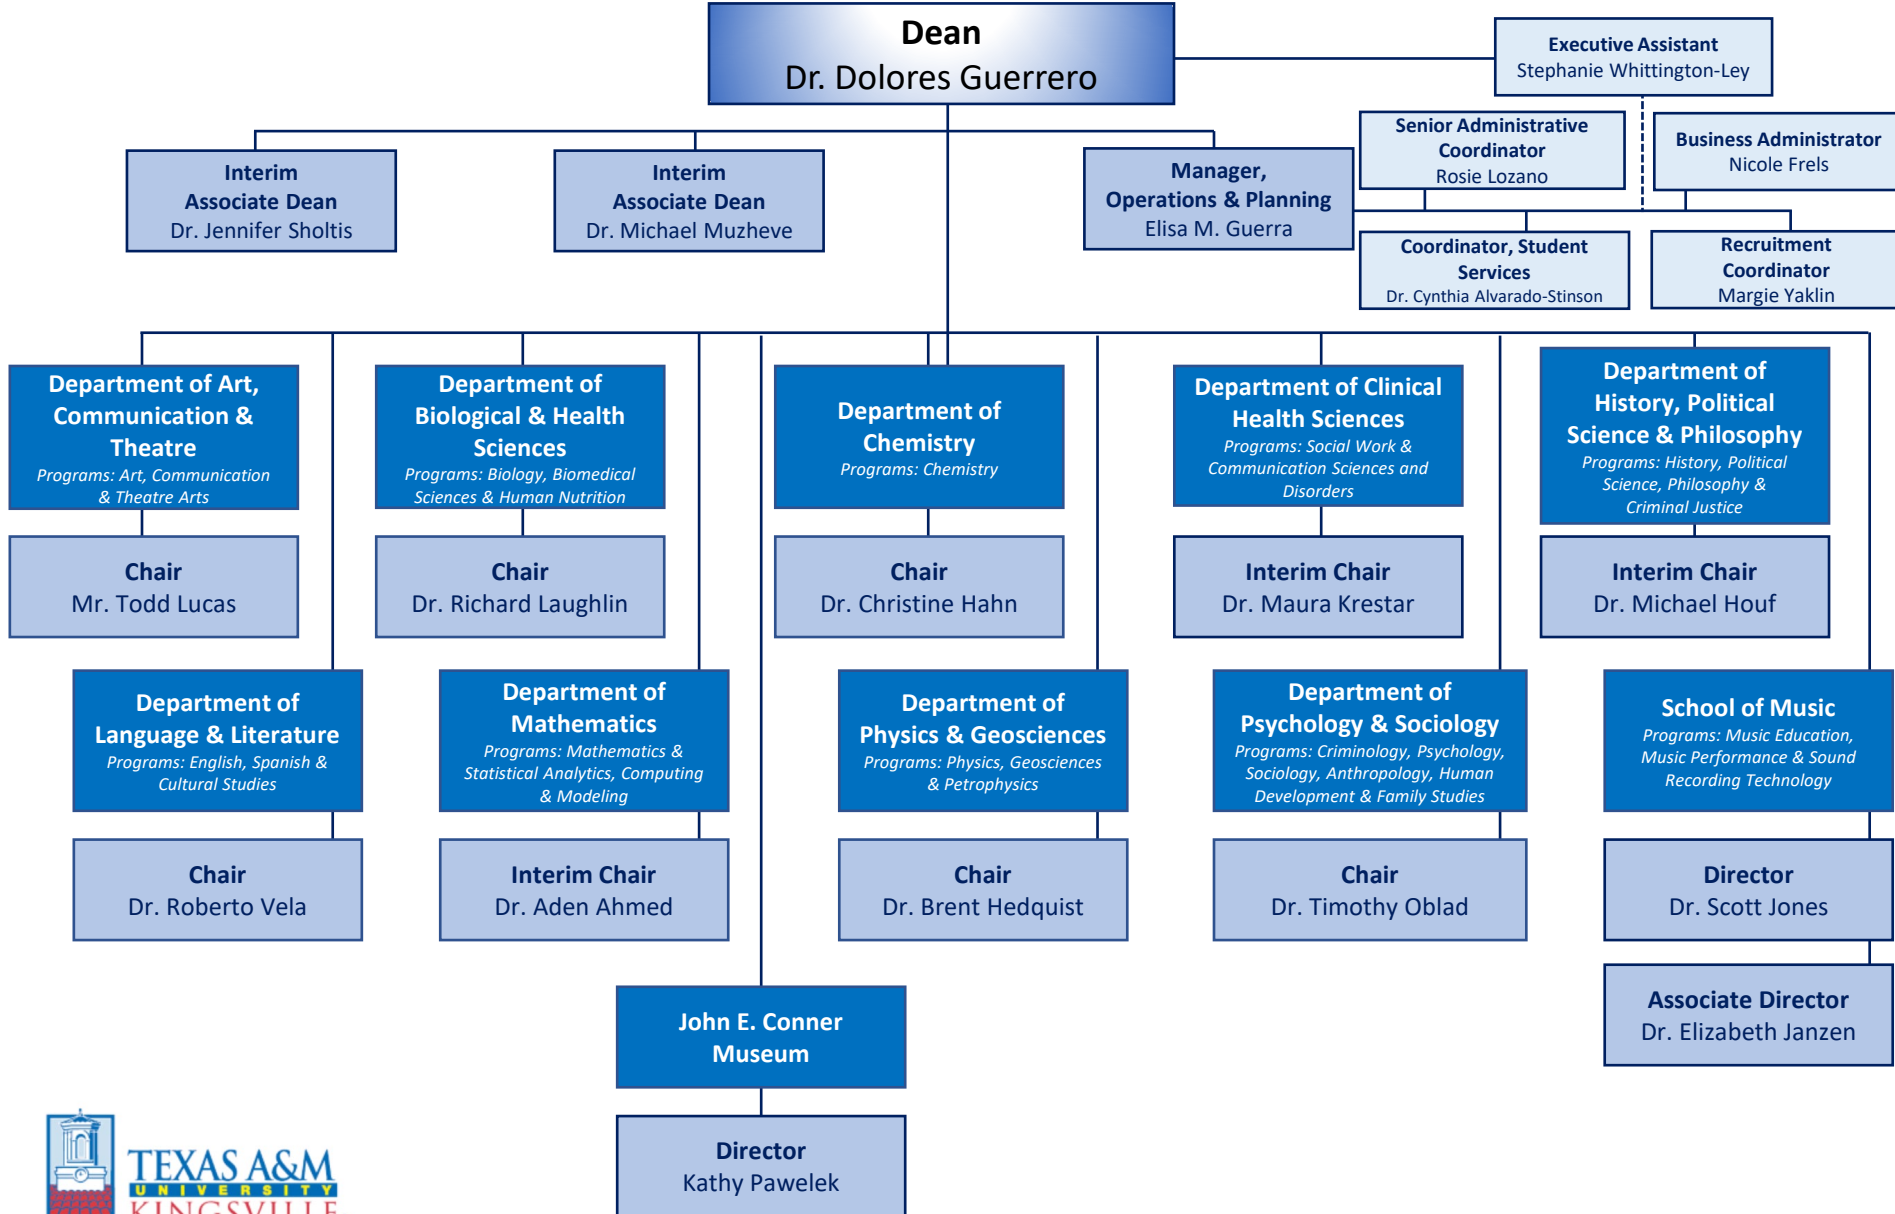 Dean
Dr. Dolores Guerrero
Executive Assistant
Stephanie Whittington-Ley
Interim
Associate Dean
Dr. Jennifer Sholtis
Interim
Associate Dean
Dr. Michael Muzheve
Manager,
Operations & Planning
Elisa M. Guerra
Senior Administrative
Coordinator
Rosie Lozano
Business Administrator
Nicole Frels
Coordinator, Student
Services
Dr. Cynthia Alvarado-Stinson
Recruitment
Coordinator
Margie Yaklin
Department of Art,
Communication &
Theatre
Programs: Art, Communication
& Theatre Arts
Chair
Mr. Todd Lucas
Department of
Biological & Health
Sciences
Programs: Biology, Biomedical
Sciences & Human Nutrition
Chair
Dr. Richard Laughlin
Department of
Chemistry
Programs: Chemistry
Chair
Dr. Christine Hahn
Department of Clinical
Health Sciences
Programs: Social Work &
Communication Sciences and
Disorders
Interim Chair
Dr. Maura Krestar
Department of
History, Political
Science & Philosophy
Programs: History, Political
Science, Philosophy &
Criminal Justice
Interim Chair
Dr. Michael Houf
Department of
Language & Literature
Programs: English, Spanish &
Cultural Studies
Chair
Dr. Roberto Vela
Department of
Mathematics
Programs: Mathematics &
Statistical Analytics, Computing
& Modeling
Interim Chair
Dr. Aden Ahmed
Department of
Physics & Geosciences
Programs: Physics, Geosciences
& Petrophysics
Chair
Dr. Brent Hedquist
Department of
Psychology & Sociology
Programs: Criminology, Psychology,
Sociology, Anthropology, Human
Development & Family Studies
Chair
Dr. Timothy Oblad
School of Music
Programs: Music Education,
Music Performance & Sound
Recording Technology
Director
Dr. Scott Jones
Associate Director
Dr. Elizabeth Janzen
John E. Conner
Museum
Director
Kathy Pawelek
TEXAS A&M
UNIVERSITY
KINGSVILLE